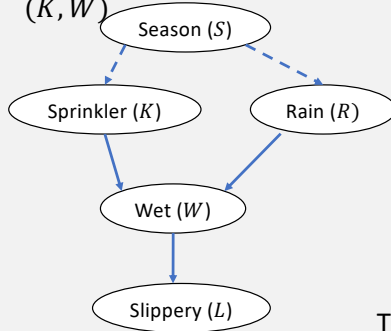 (K, W)
Season (S)
Sprinkler (K)
Rain (R)
Wet (W)
Slippery (L)
T